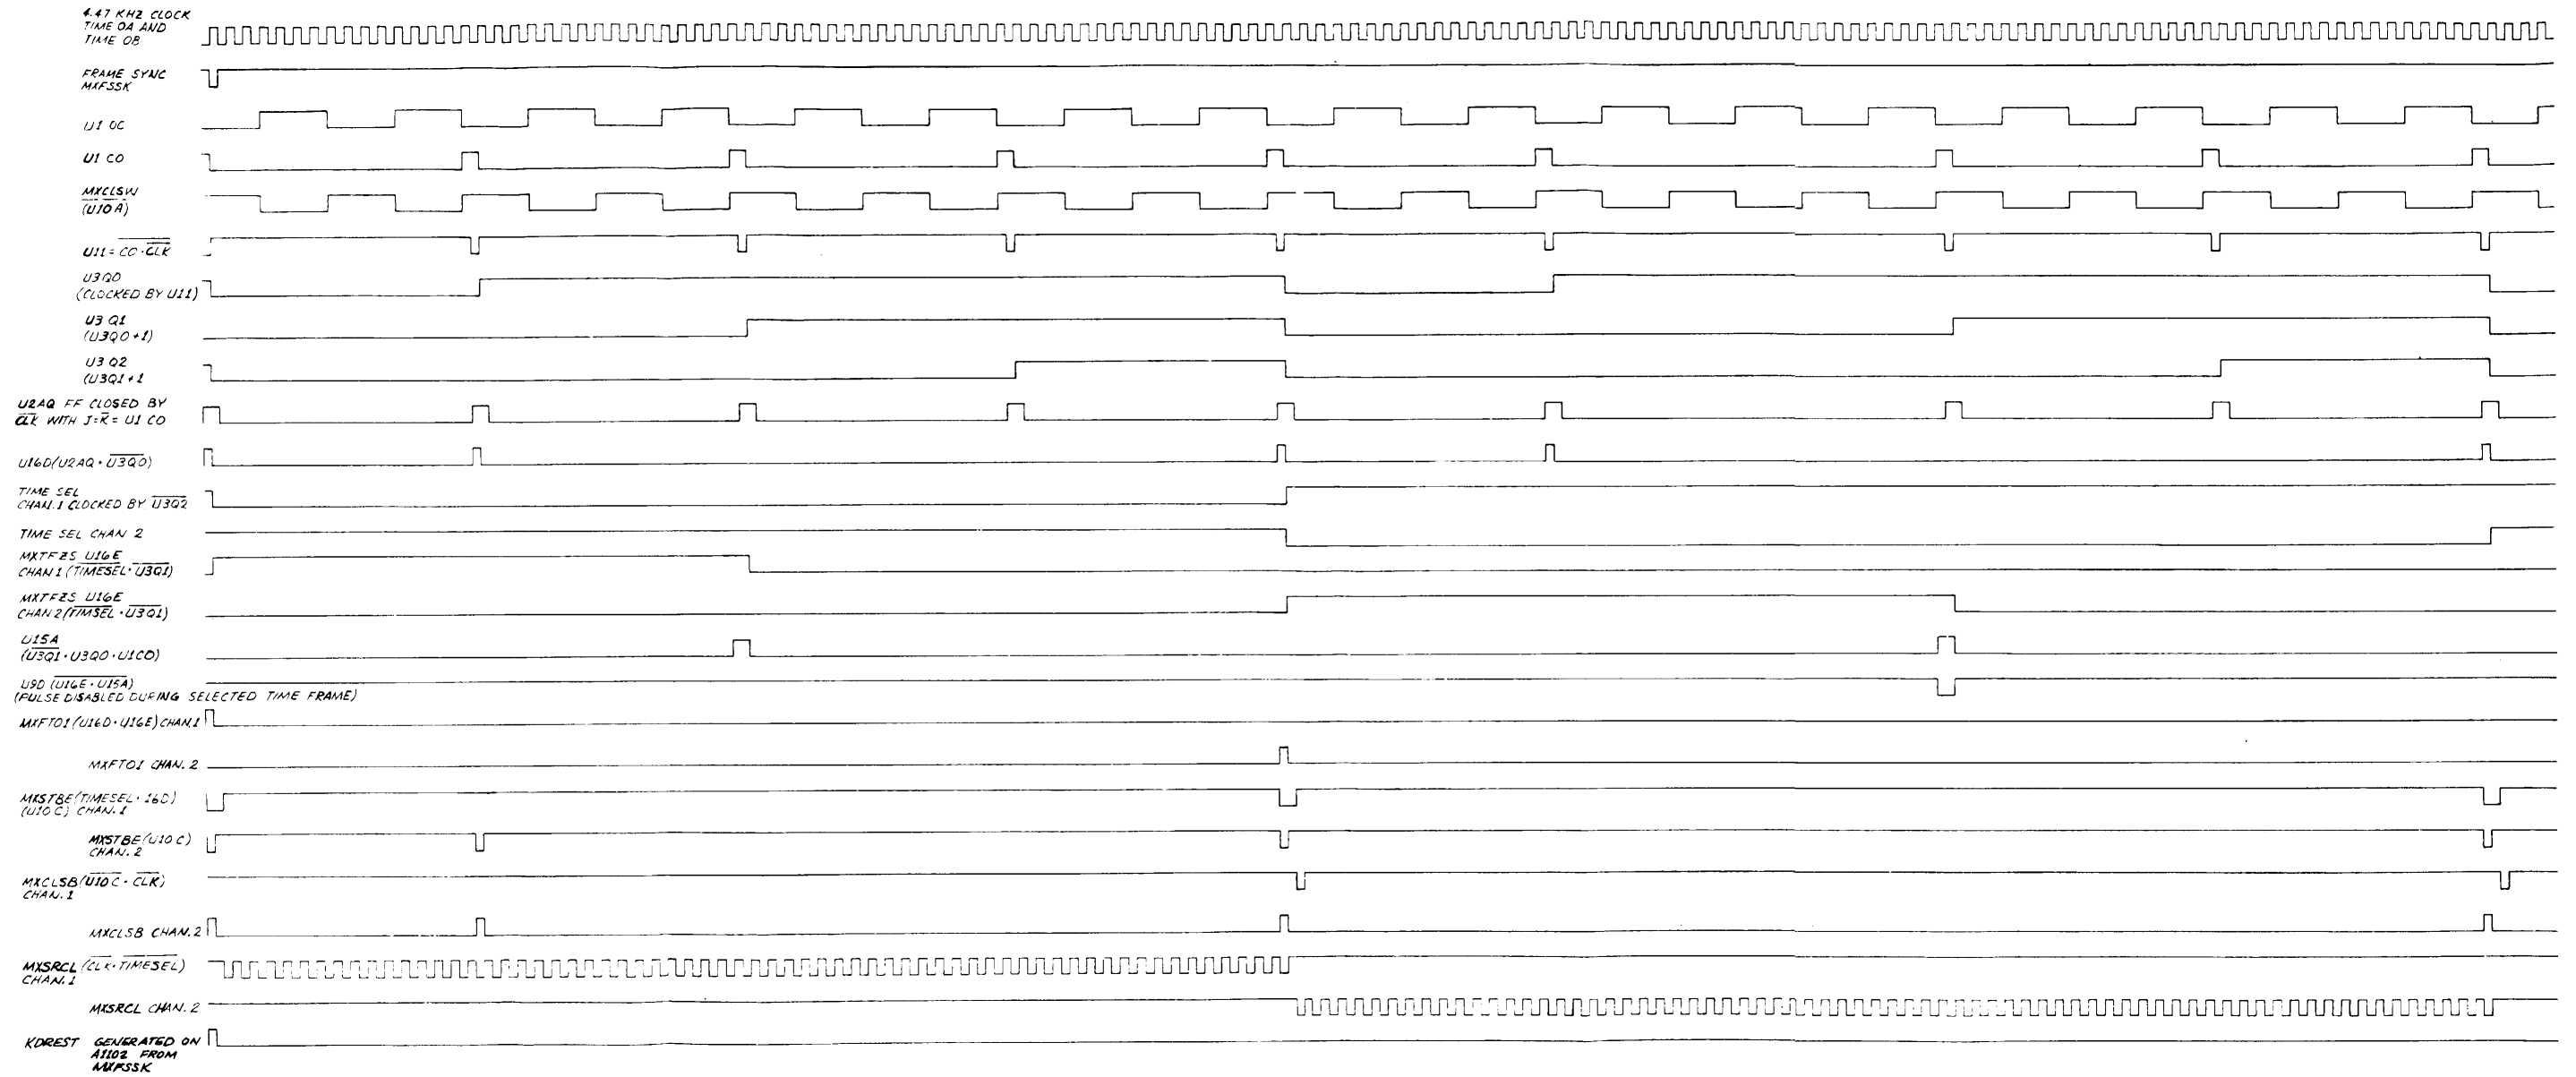 4.47 KHZ CLOCK
TIME OA AND
TIME OB
FRAME SYNC
MXFSSK
U1 OC
U1 CO
MXCLSW
(U10A)
U11 = CO·CLK
U3Q0
(CLOCKED BY U11)
U3 Q1
(U3Q0+1)
U3 Q2
(U3Q1+1
U2AQ FF CLOSED BY
CLK WITH J=K= U1 CO
U16D(U2AQ·U3Q0)
TIME SEL
CHAN.1 CLOCKED BY U3Q2
TIME SEL CHAN 2
MXTFZS U16E
CHAN 1 (TIMESEL·U3Q1)
MXTFZS U16E
CHAN 2 (TIMSEL·U3Q1)
U15A
(U3Q1·U3Q0·U1CO)
U9D (U16E·U15A)
(PULSE DISABLED DURING SELECTED TIME FRAME)
MXFTO1 (U16D·U16E) CHAN.1
MXFTO1 CHAN. 2
MXSTBE (TIMESEL·16D)
(U10C) CHAN.1
MXSTBE (U10C)
CHAN. 2
MXCLSB (U10C·CLK)
CHAN.1
MXCLSB CHAN.2
MXSRCL (CLK·TIMESEL)
CHAN.1
MXSRCL CHAN. 2
KDREST GENERATED ON
A1102 FROM
MXFSSK